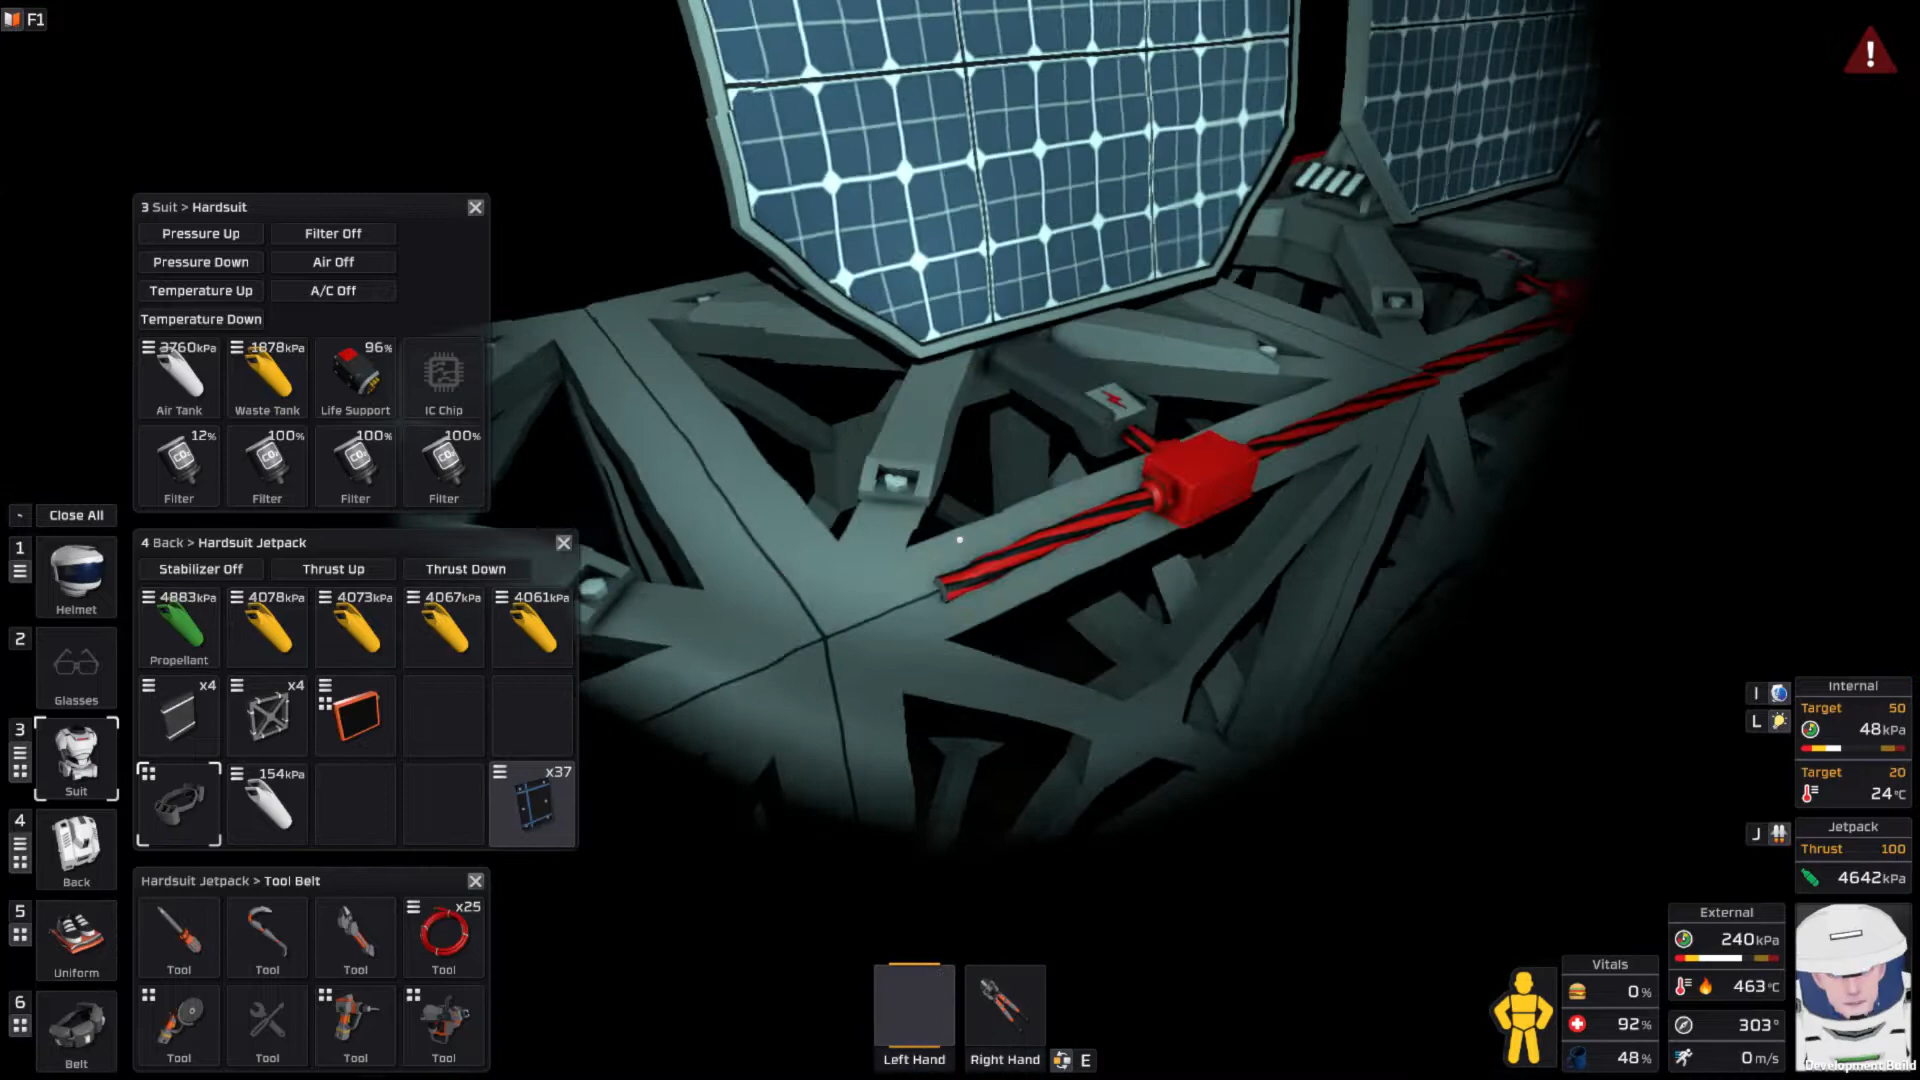 F1
3 Suit > Hardsuit
Pressure Up
Filter Off
Pressure Down
Air Off
Temperature Up
A/C Off
Temperature Down
3760kPa
1878kPa
96%
Air Tank
Waste Tank
Life Support
IC Chip
12%
100%
100%
100%
CO₂
CO₂
CO₂
CO₂
Filter
Filter
Filter
Filter
~
Close All
1
Helmet
2
Glasses
3
Suit
4
Back
5
Uniform
6
Belt
4 Back > Hardsuit Jetpack
Stabilizer Off
Thrust Up
Thrust Down
4883kPa
4078kPa
4073kPa
4067kPa
4061kPa
Propellant
x4
x4
154kPa
x37
Hardsuit Jetpack > Tool Belt
x25
Tool
Tool
Tool
Tool
Tool
Tool
Tool
Tool
Left Hand
Right Hand
E
I
L
Internal
Target 50
48kPa
Target 20
24°C
J
Jetpack
Thrust 100
4642kPa
Vitals
0%
92%
48%
External
240kPa
463°C
303°
0m/s
Development Build